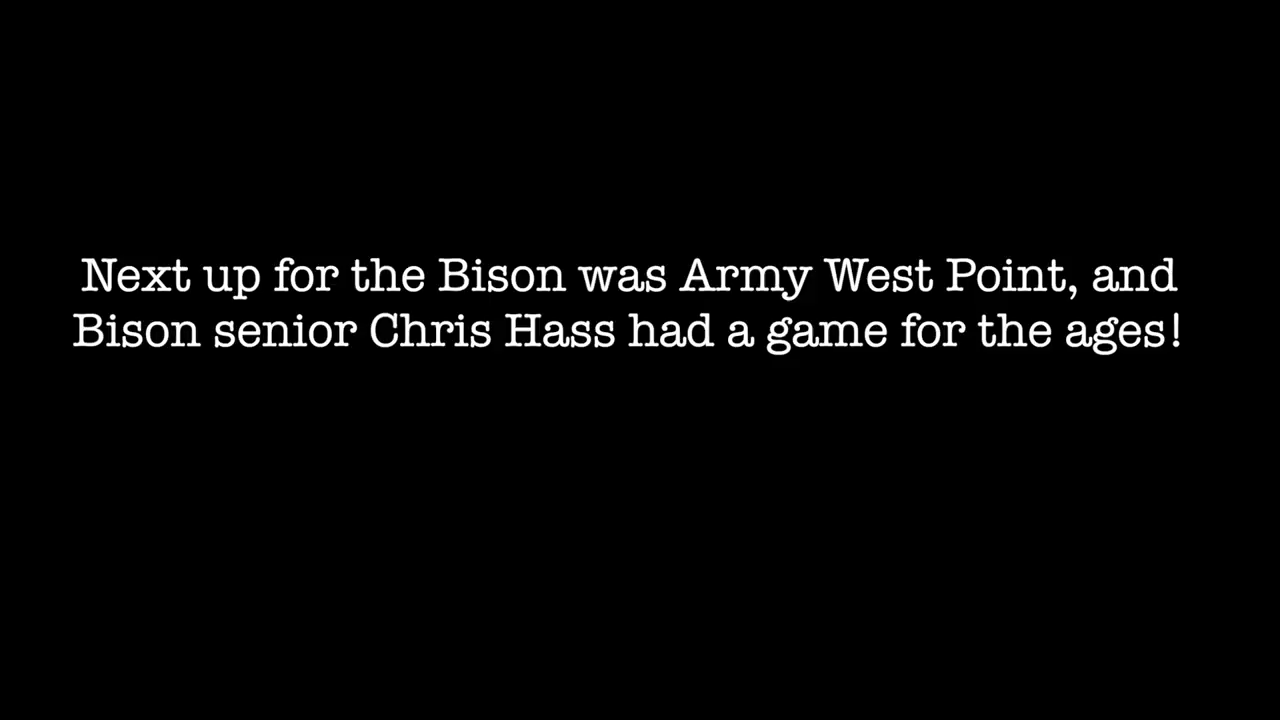 Next up for the Bison was Army West Point, and
Bison senior Chris Hass had a game for the ages!